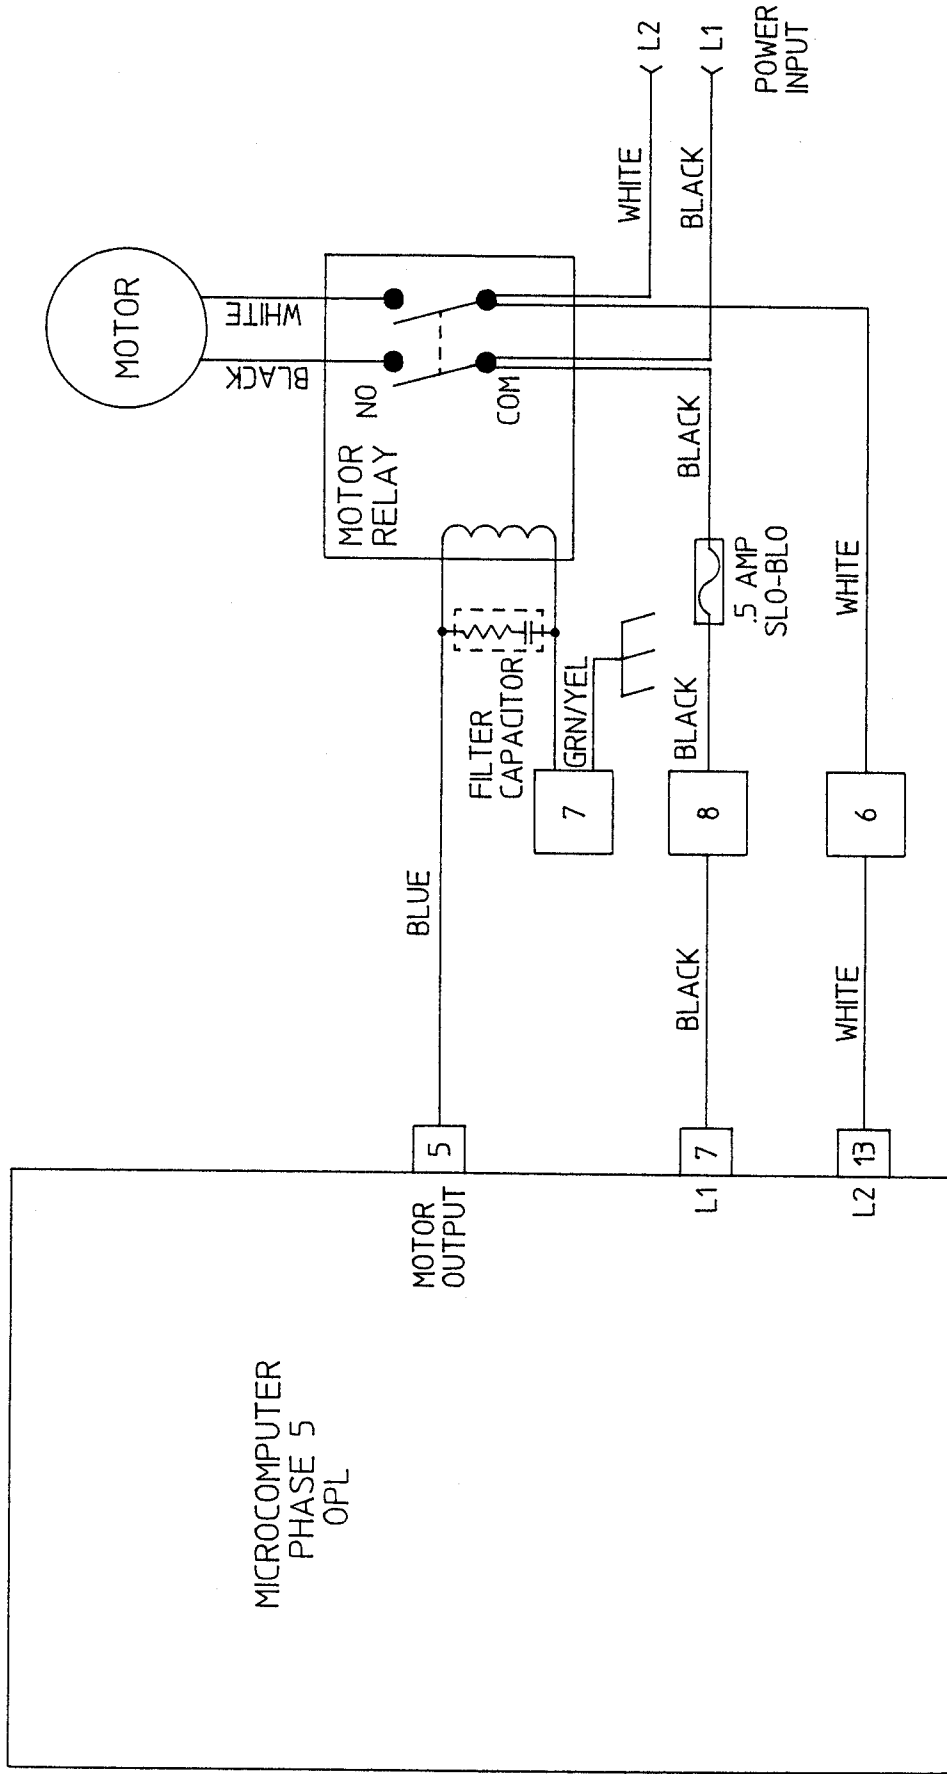 MICROCOMPUTER
PHASE 5
OPL
MOTOR
OUTPUT
5
L1
7
L2
13
BLUE
BLACK
WHITE
FILTER
CAPACITOR
7
GRN/YEL
8
BLACK
6
WHITE
.5 AMP
SLO-BLO
BLACK
MOTOR
RELAY
NO
COM
BLACK
WHITE
MOTOR
WHITE
L2
BLACK
L1
POWER
INPUT